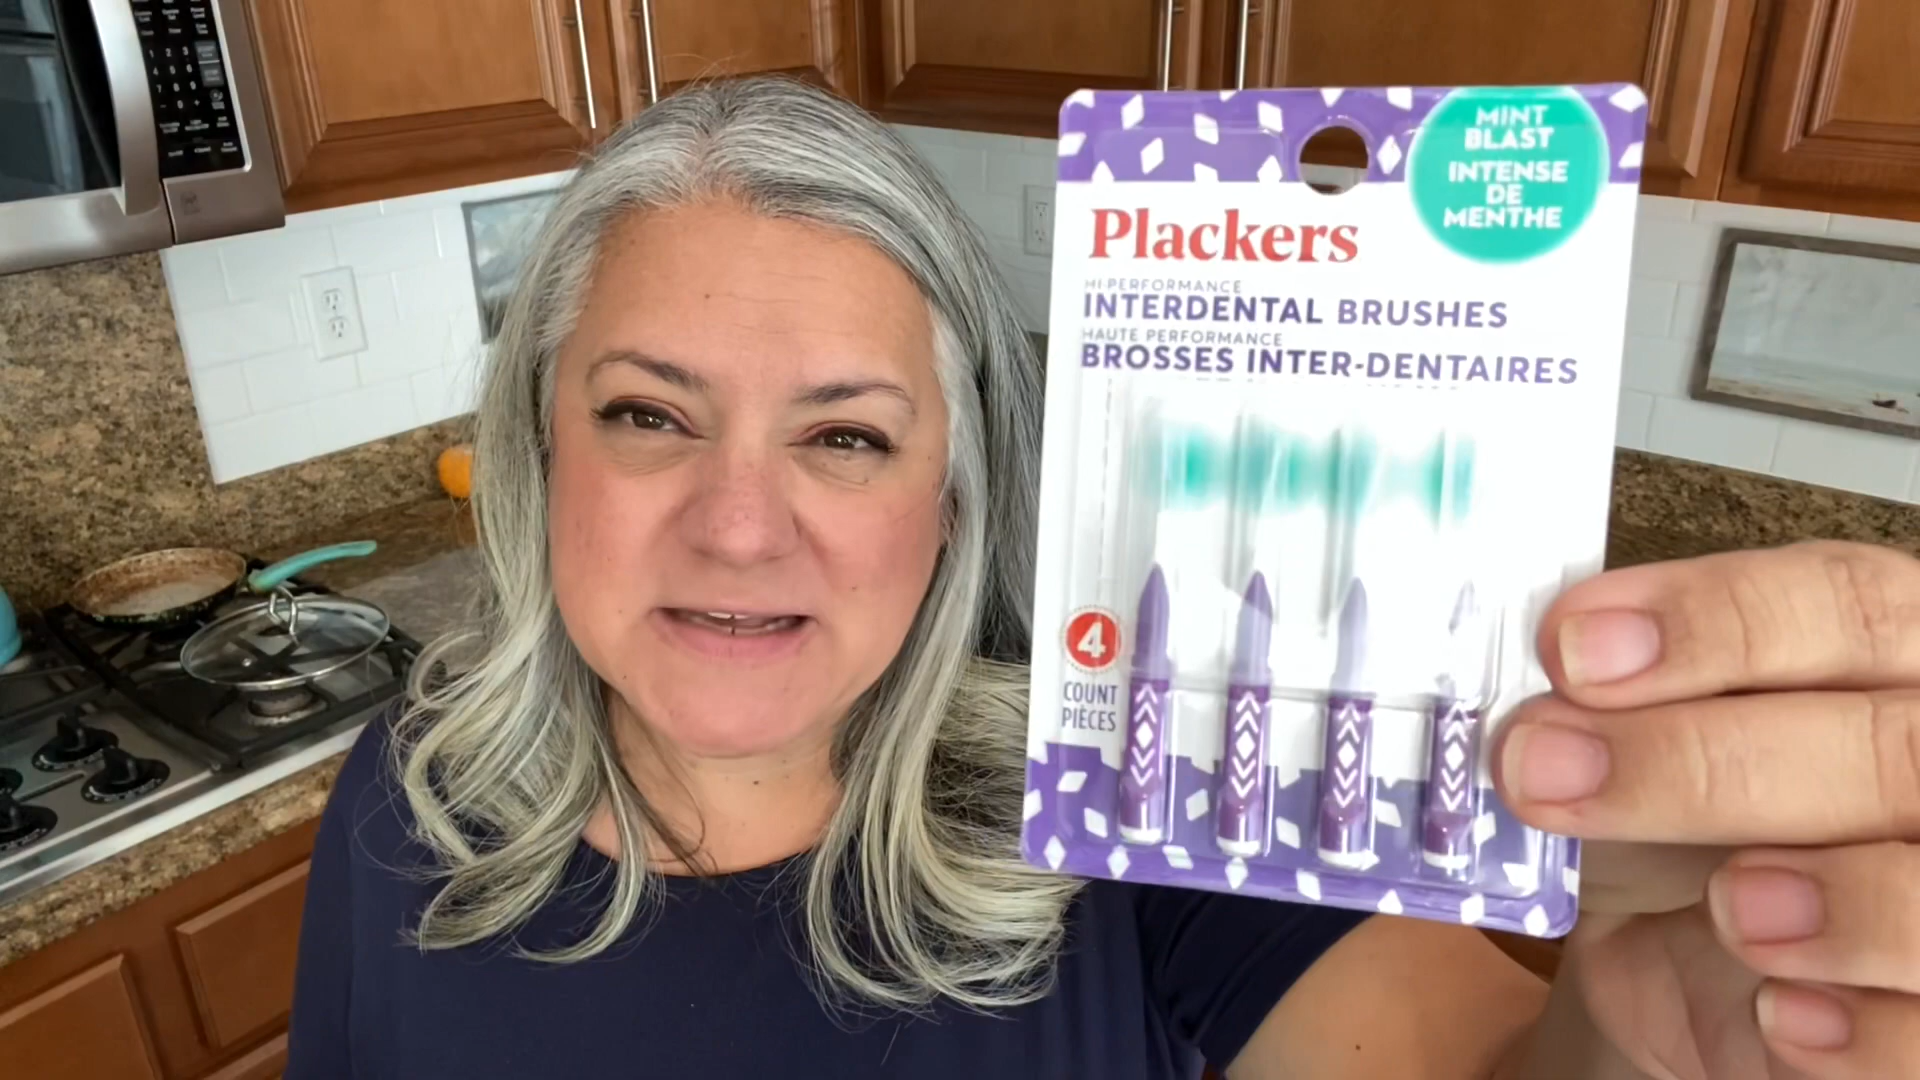 MINT
BLAST
INTENSE
DE
MENTHE
Plackers
HI PERFORMANCE
INTERDENTAL BRUSHES
HAUTE PERFORMANCE
BROSSES INTER-DENTAIRES
4
COUNT
PIÈCES